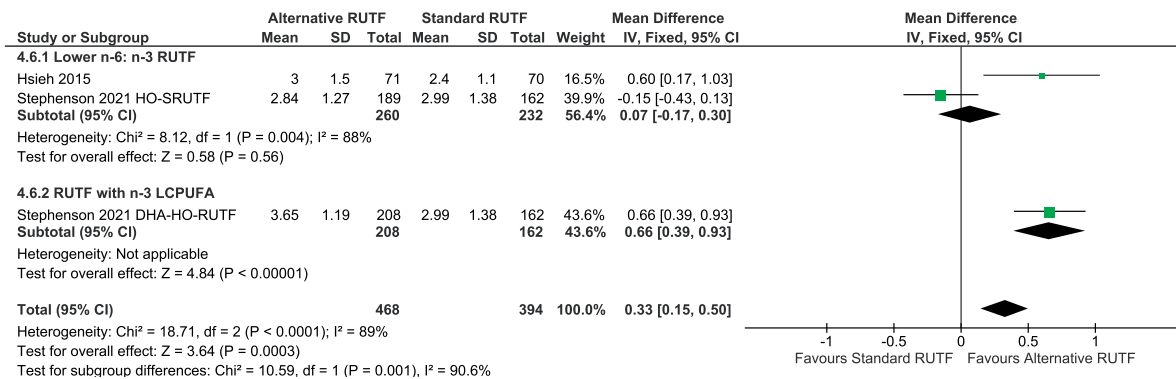 Alternative RUTF Standard RUTF Mean Difference Mean Difference
Study or Subgroup Mean SD Total Mean SD Total Weight IV, Fixed, 95% CI IV, Fixed, 95% CI
4.6.1 Lower n-6: n-3 RUTF
Hsieh 2015 3 1.5 71 2.4 1.1 70 16.5% 0.60 [0.17, 1.03]
Stephenson 2021 HO-SRUTF 2.84 1.27 189 2.99 1.38 162 39.9% -0.15 [-0.43, 0.13]
Subtotal (95% CI) 260 232 56.4% 0.07 [-0.17, 0.30]
Heterogeneity: Chi² = 8.12, df = 1 (P = 0.004); I² = 88%
Test for overall effect: Z = 0.58 (P = 0.56)
4.6.2 RUTF with n-3 LCPUFA
Stephenson 2021 DHA-HO-RUTF 3.65 1.19 208 2.99 1.38 162 43.6% 0.66 [0.39, 0.93]
Subtotal (95% CI) 208 162 43.6% 0.66 [0.39, 0.93]
Heterogeneity: Not applicable
Test for overall effect: Z = 4.84 (P < 0.00001)
Total (95% CI) 468 394 100.0% 0.33 [0.15, 0.50]
Heterogeneity: Chi² = 18.71, df = 2 (P < 0.0001); I² = 89%
Test for overall effect: Z = 3.64 (P = 0.0003)
Test for subgroup differences: Chi² = 10.59, df = 1 (P = 0.001), I² = 90.6%
-1 -0.5 0 0.5 1
Favours Standard RUTF Favours Alternative RUTF